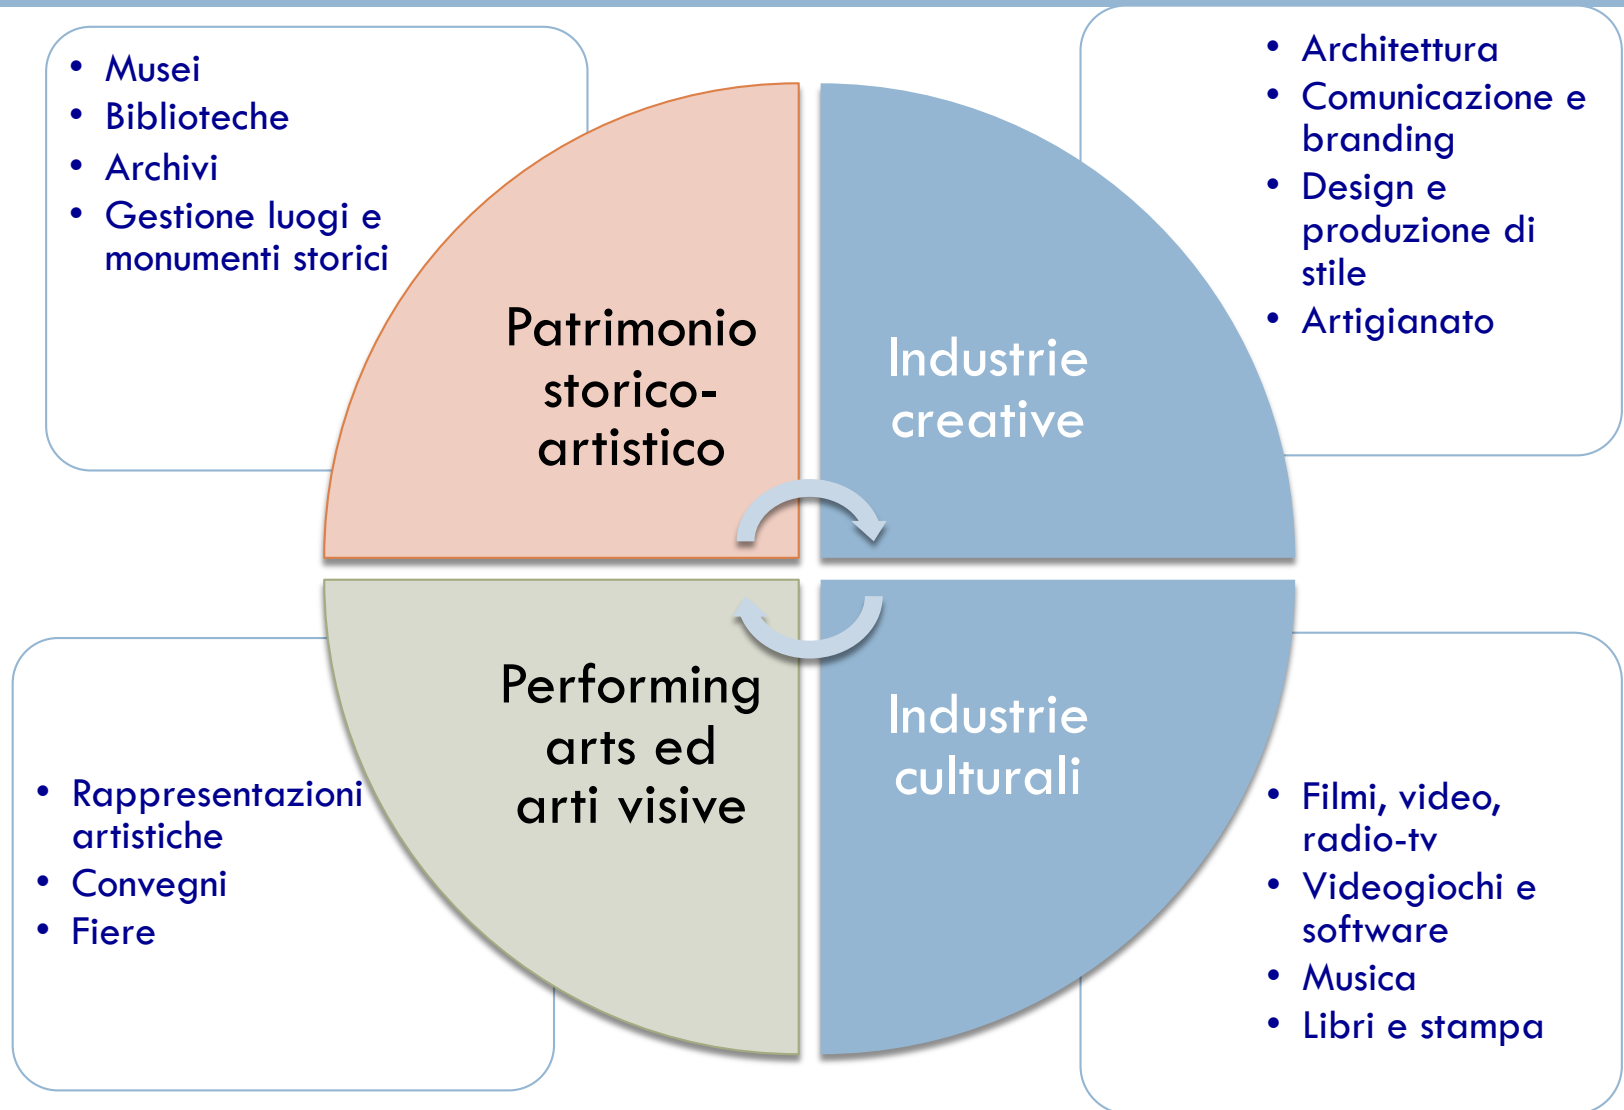 • Musei
• Biblioteche
• Archivi
• Gestione luogi e
monumenti storici
• Architettura
• Comunicazione e
branding
• Design e
produzione di
stile
• Artigianato
Patrimonio
storico-
artistico
Industrie
creative
Performing
arts ed
arti visive
Industrie
culturali
• Rappresentazioni
artistiche
• Convegni
• Fiere
• Filmi, video,
radio-tv
• Videogiochi e
software
• Musica
• Libri e stampa